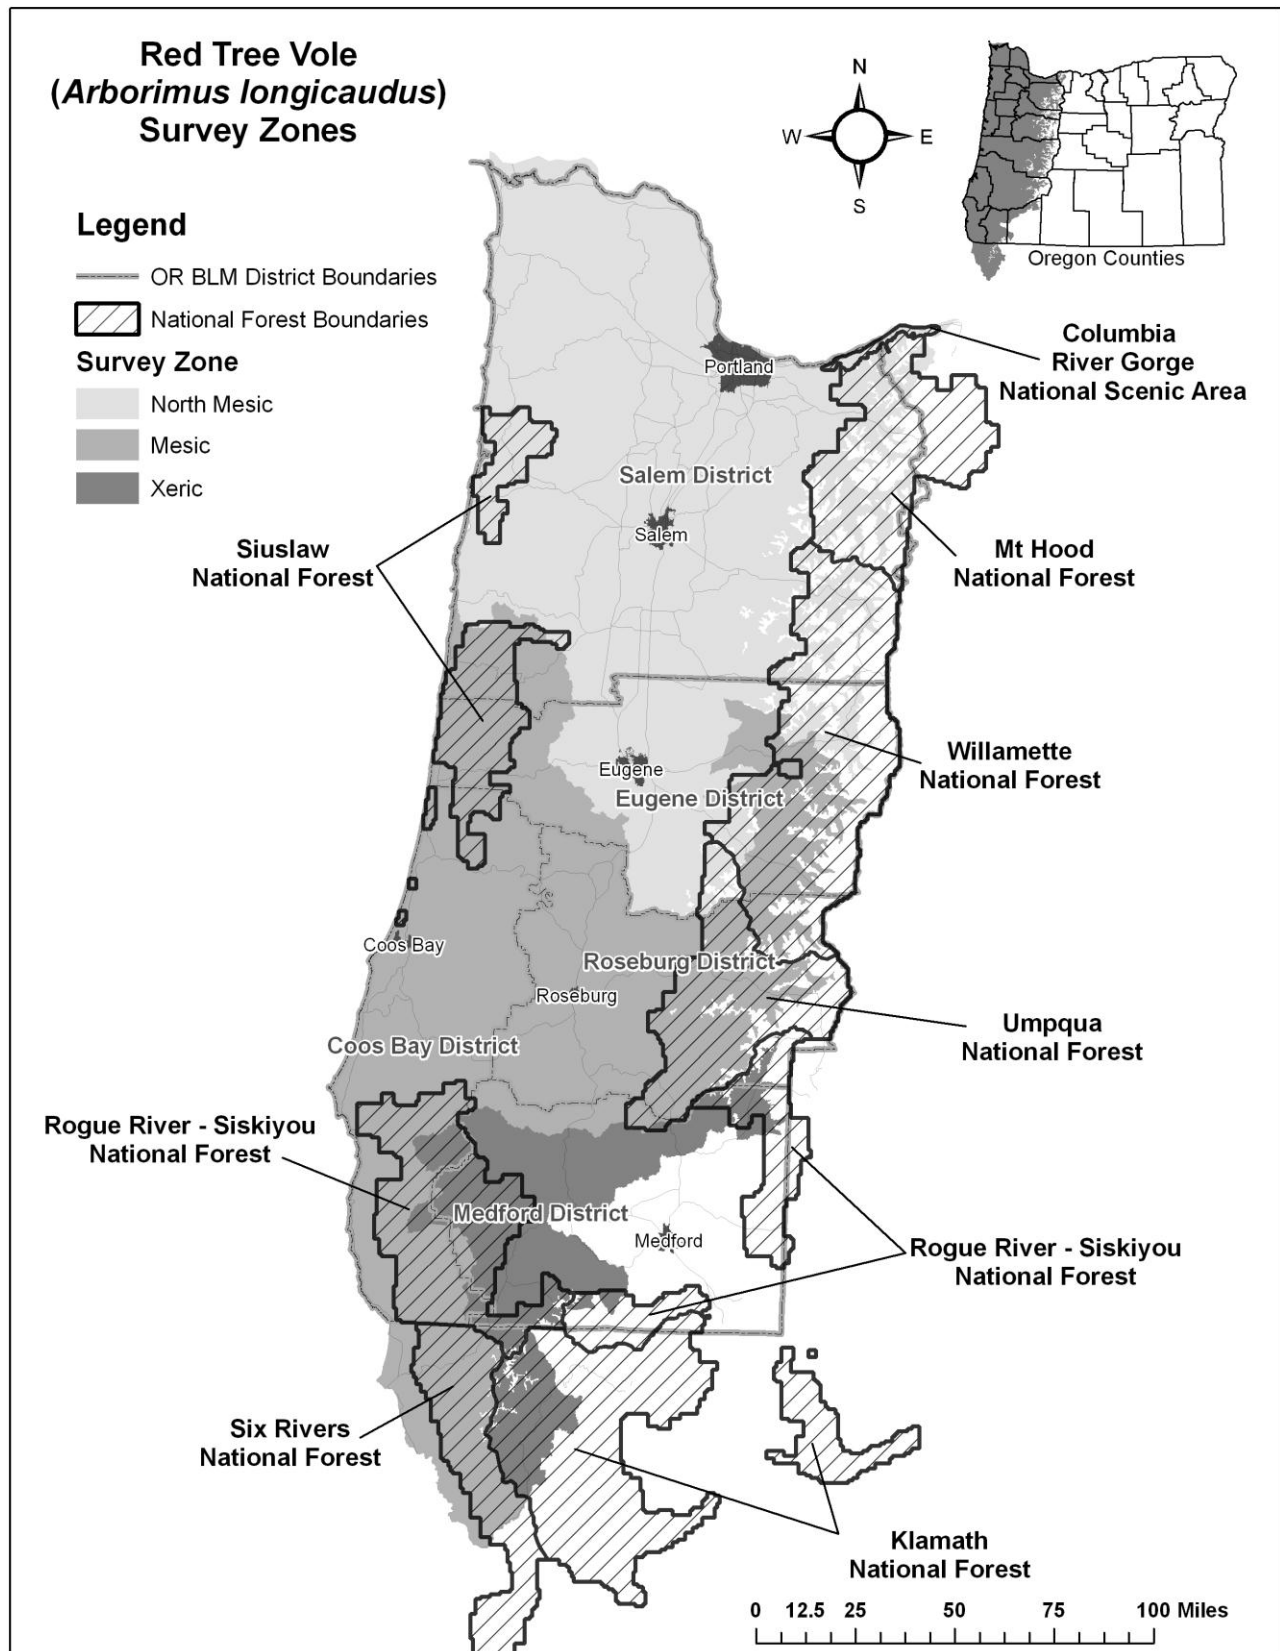 Red Tree Vole
(Arborimus longicaudus)
Survey Zones
N
W
E
S
Oregon Counties
Legend
OR BLM District Boundaries
National Forest Boundaries
Survey Zone
North Mesic
Mesic
Xeric
Columbia
River Gorge
National Scenic Area
Portland
Salem District
Salem
Siuslaw
National Forest
Mt Hood
National Forest
Willamette
National Forest
Eugene
Eugene District
Coos Bay
Roseburg District
Roseburg
Umpqua
National Forest
Coos Bay District
Rogue River - Siskiyou
National Forest
Medford District
Medford
Rogue River - Siskiyou
National Forest
Six Rivers
National Forest
Klamath
National Forest
0 12.5 25 50 75 100 Miles